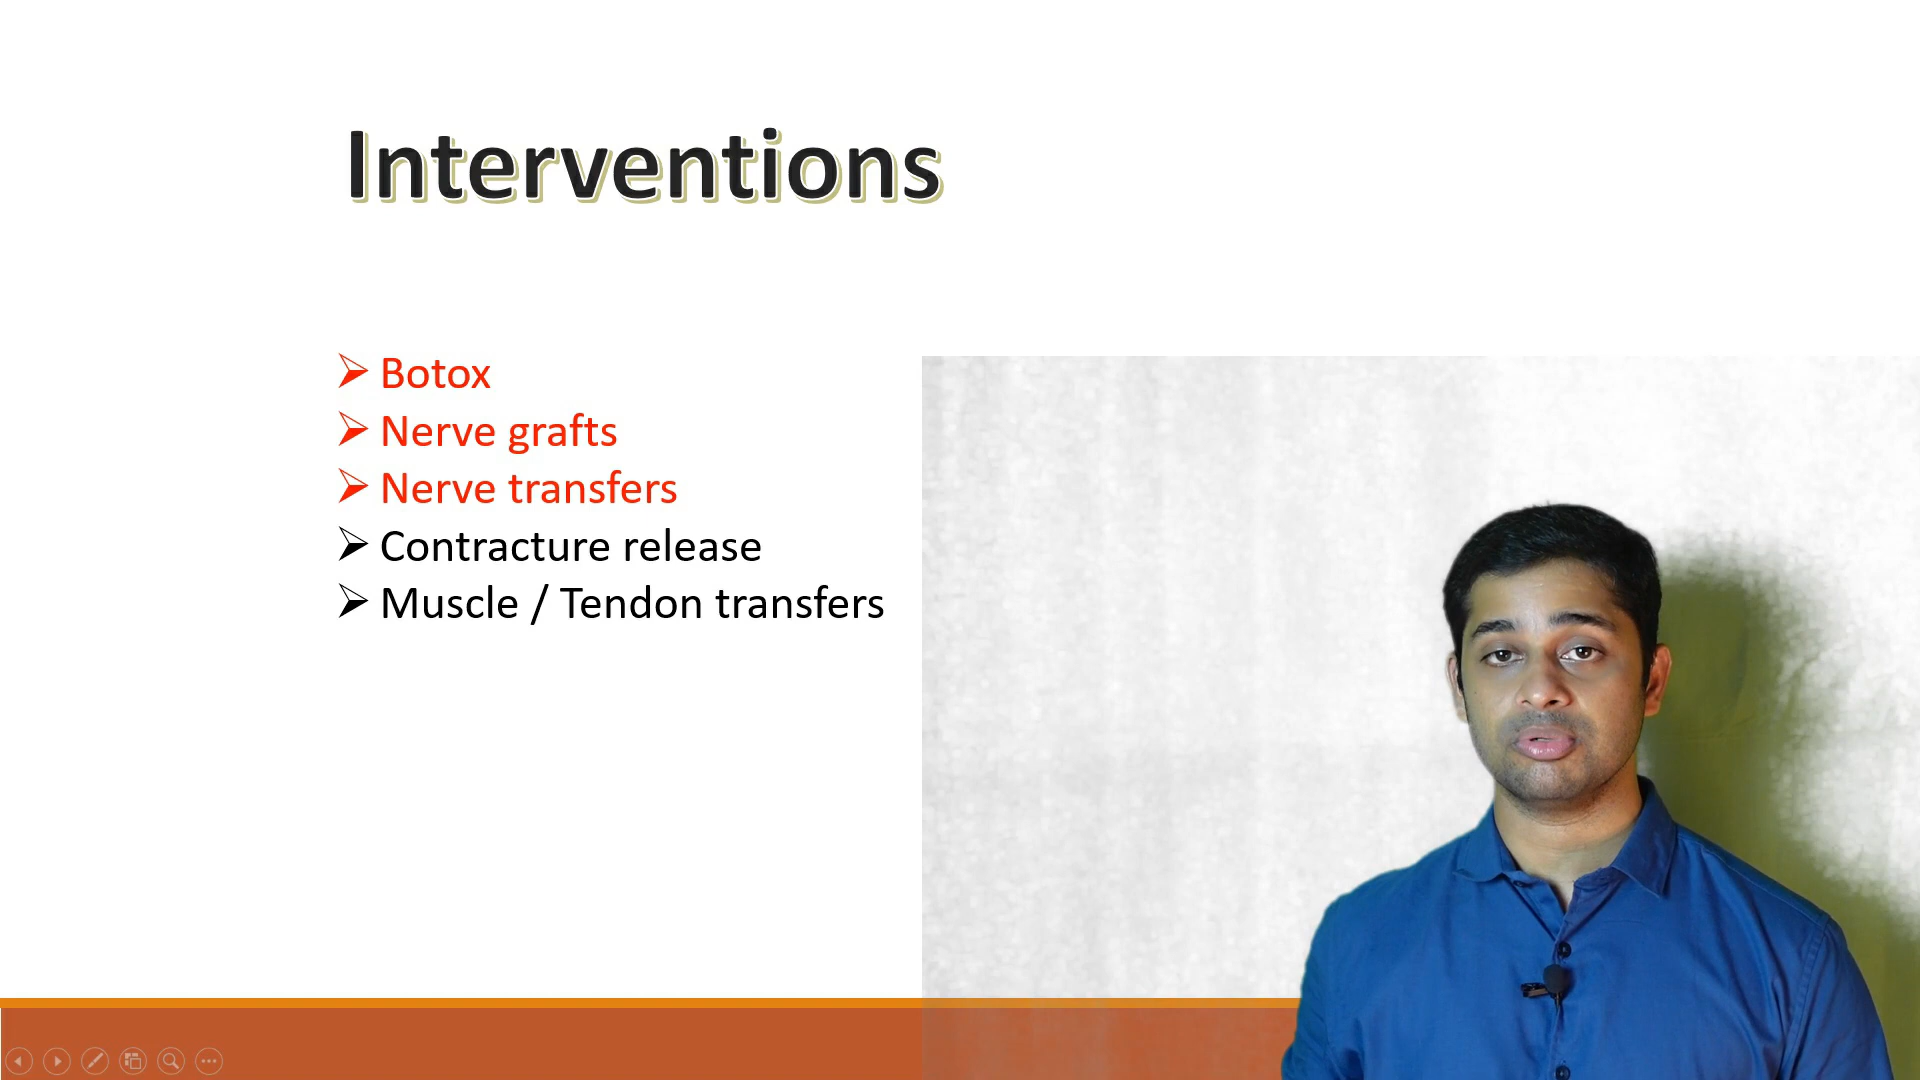 Interventions
Botox
Nerve grafts
Nerve transfers
Contracture release
Muscle / Tendon transfers